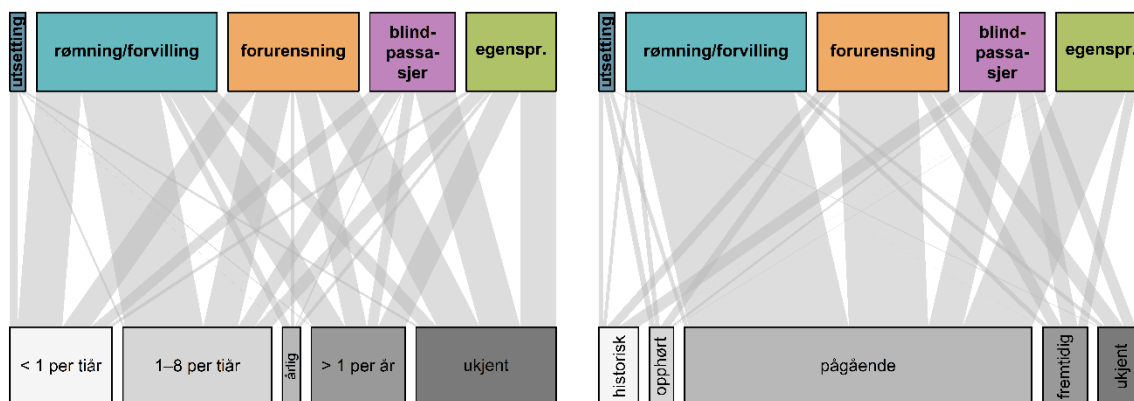 utsetting
rømning/forvilling
forurensning
blind-
passa-
sjer
egenspr.
< 1 per tiår
1–8 per tiår
årlig
> 1 per år
ukjent
utsetting
rømning/forvilling
forurensning
blind-
passa-
sjer
egenspr.
historisk
opphørt
pågående
fremtidig
ukjent